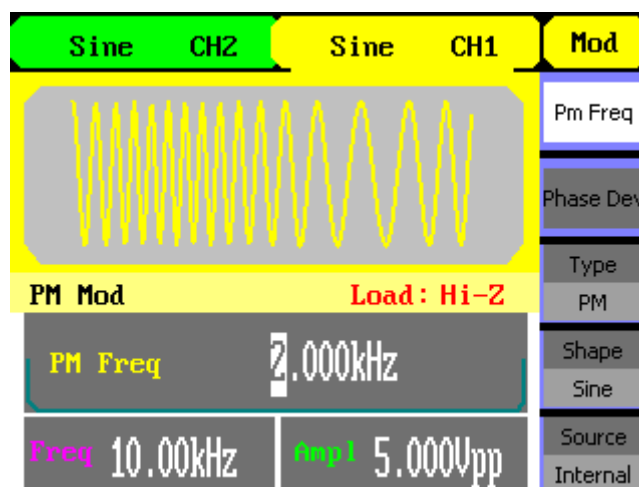 Sine CH2 Sine CH1 Mod
Pm Freq
Phase Dev
PM Mod Load: Hi-Z
Type
PM
PM Freq 2.000kHz
Shape
Sine
Freq 10.00kHz Ampl 5.000Vpp
Source
Internal